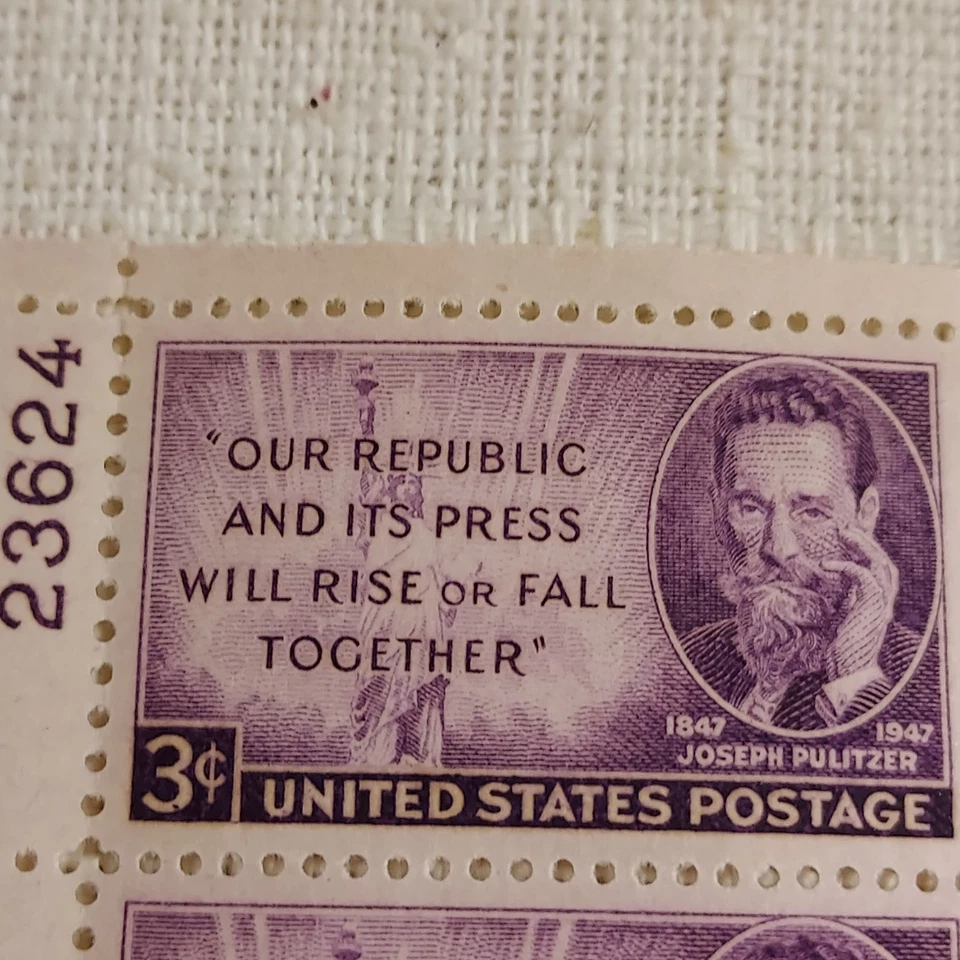 23624
“OUR REPUBLIC
AND ITS PRESS
WILL RISE OR FALL
TOGETHER”
1847 1947
JOSEPH PULITZER
3¢ UNITED STATES POSTAGE